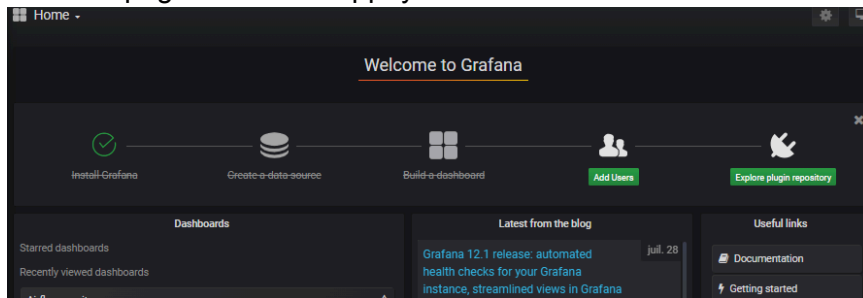 Home
Welcome to Grafana
Install Grafana
Create a data source
Build a dashboard
Add Users
Explore plugin repository
Dashboards
Starred dashboards
Recently viewed dashboards
Latest from the blog
Grafana 12.1 release: automated
juil. 28
health checks for your Grafana
instance, streamlined views in Grafana
Useful links
Documentation
Getting started